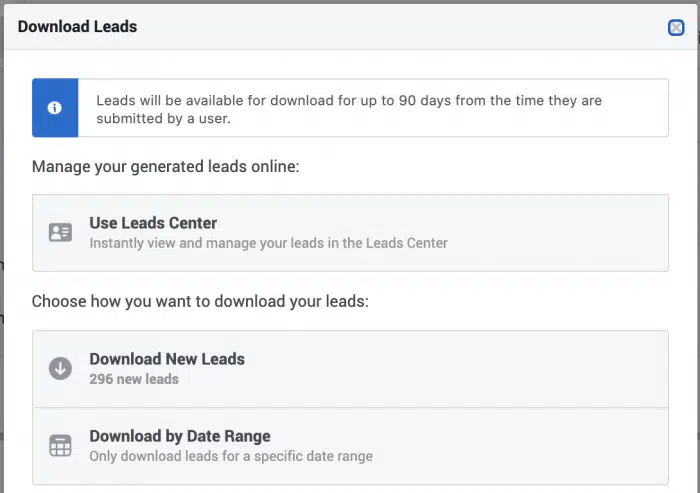 Download Leads
Leads will be available for download for up to 90 days from the time they are
submitted by a user.
Manage your generated leads online:
Use Leads Center
Instantly view and manage your leads in the Leads Center
Choose how you want to download your leads:
Download New Leads
296 new leads
Download by Date Range
Only download leads for a specific date range